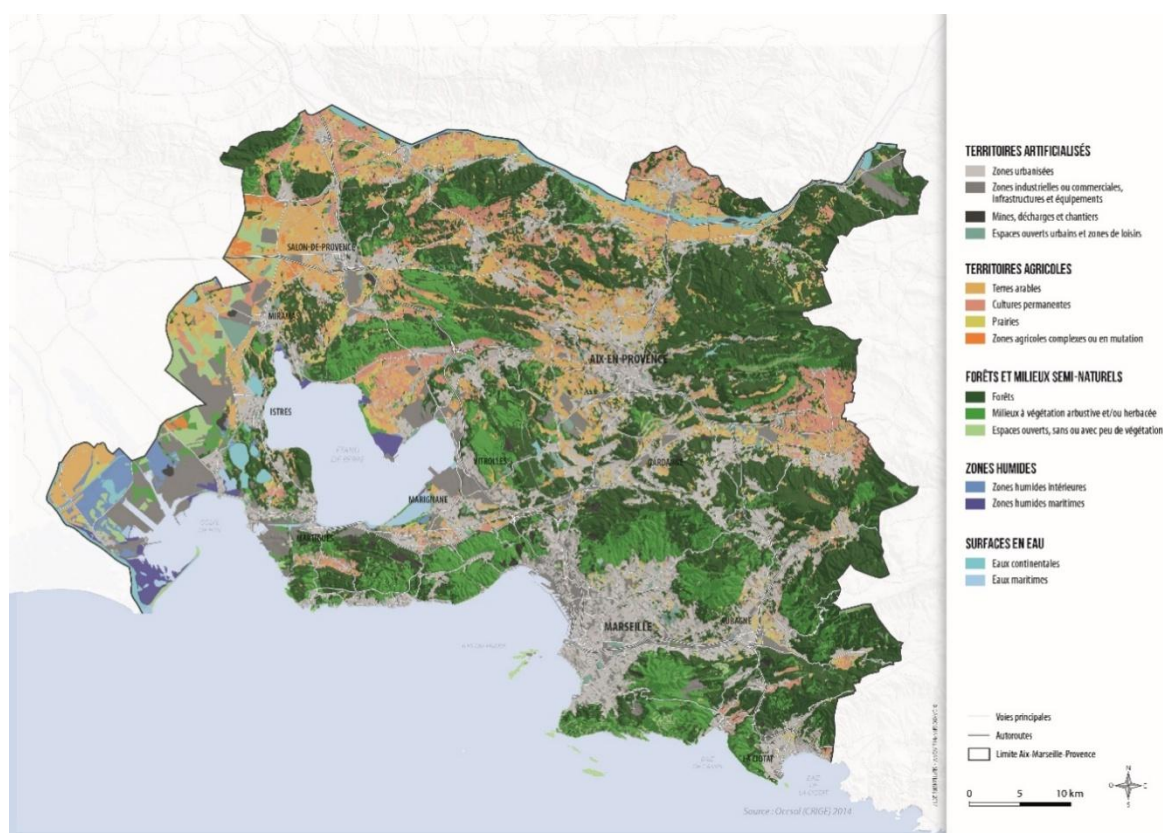 SALON-DE-PROVENCE
MIRAMAS
AIX-EN-PROVENCE
ISTRES
ÉTANG
DE BERRE
VITROLLES
GARDANNE
MARIGNANE
MARTIGUES
MARSEILLE
AUBAGNE
LA CIOTAT
Source : Ocsol (CRIGE) 2014
TERRITOIRES ARTIFICIALISÉS
Zones urbanisées
Zones industrielles ou commerciales,
Infrastructures et équipements
Mines, décharges et chantiers
Espaces ouverts urbains et zones de loisirs
TERRITOIRES AGRICOLES
Terres arables
Cultures permanentes
Prairies
Zones agricoles complexes ou en mutation
FORÊTS ET MILIEUX SEMI-NATURELS
Forêts
Milieux à végétation arbustive et/ou herbacée
Espaces ouverts, sans ou avec peu de végétation
ZONES HUMIDES
Zones humides intérieures
Zones humides maritimes
SURFACES EN EAU
Eaux continentales
Eaux maritimes
Voies principales
Autoroutes
Limite Aix-Marseille-Provence
0 5 10 km
N
O E
S